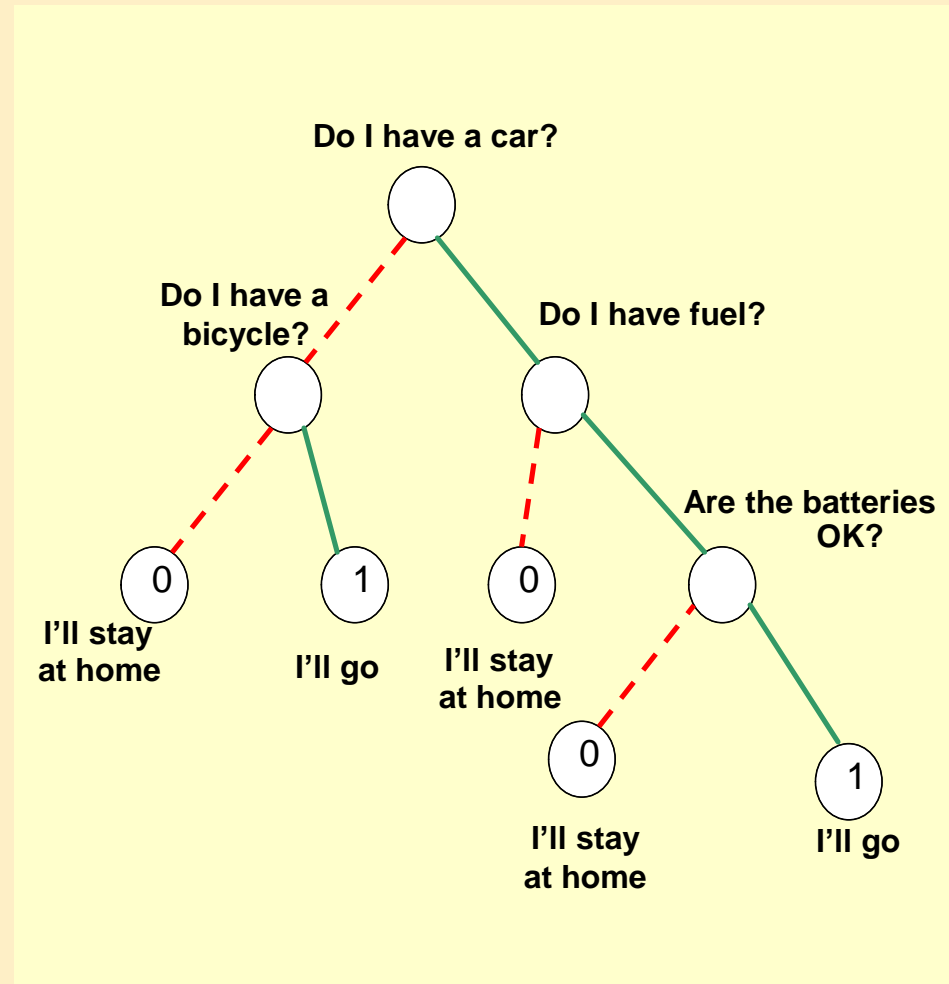 Do I have a car?
Do I have a
bicycle?
Do I have fuel?
Are the batteries
OK?
0
1
0
I'll stay
at home
I'll go
I'll stay
at home
0
1
I'll stay
at home
I'll go